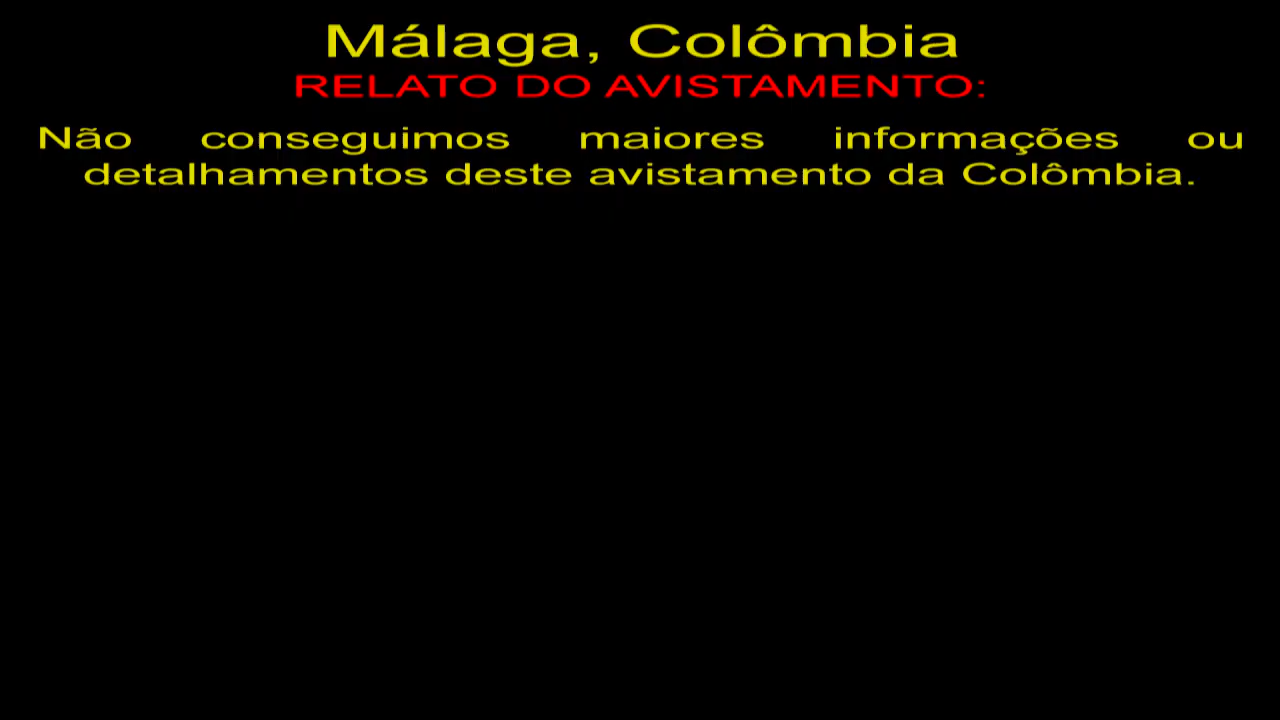 Málaga, Colômbia
RELATO DO AVISTAMENTO:
Não conseguimos maiores informações ou
detalhamentos deste avistamento da Colômbia.